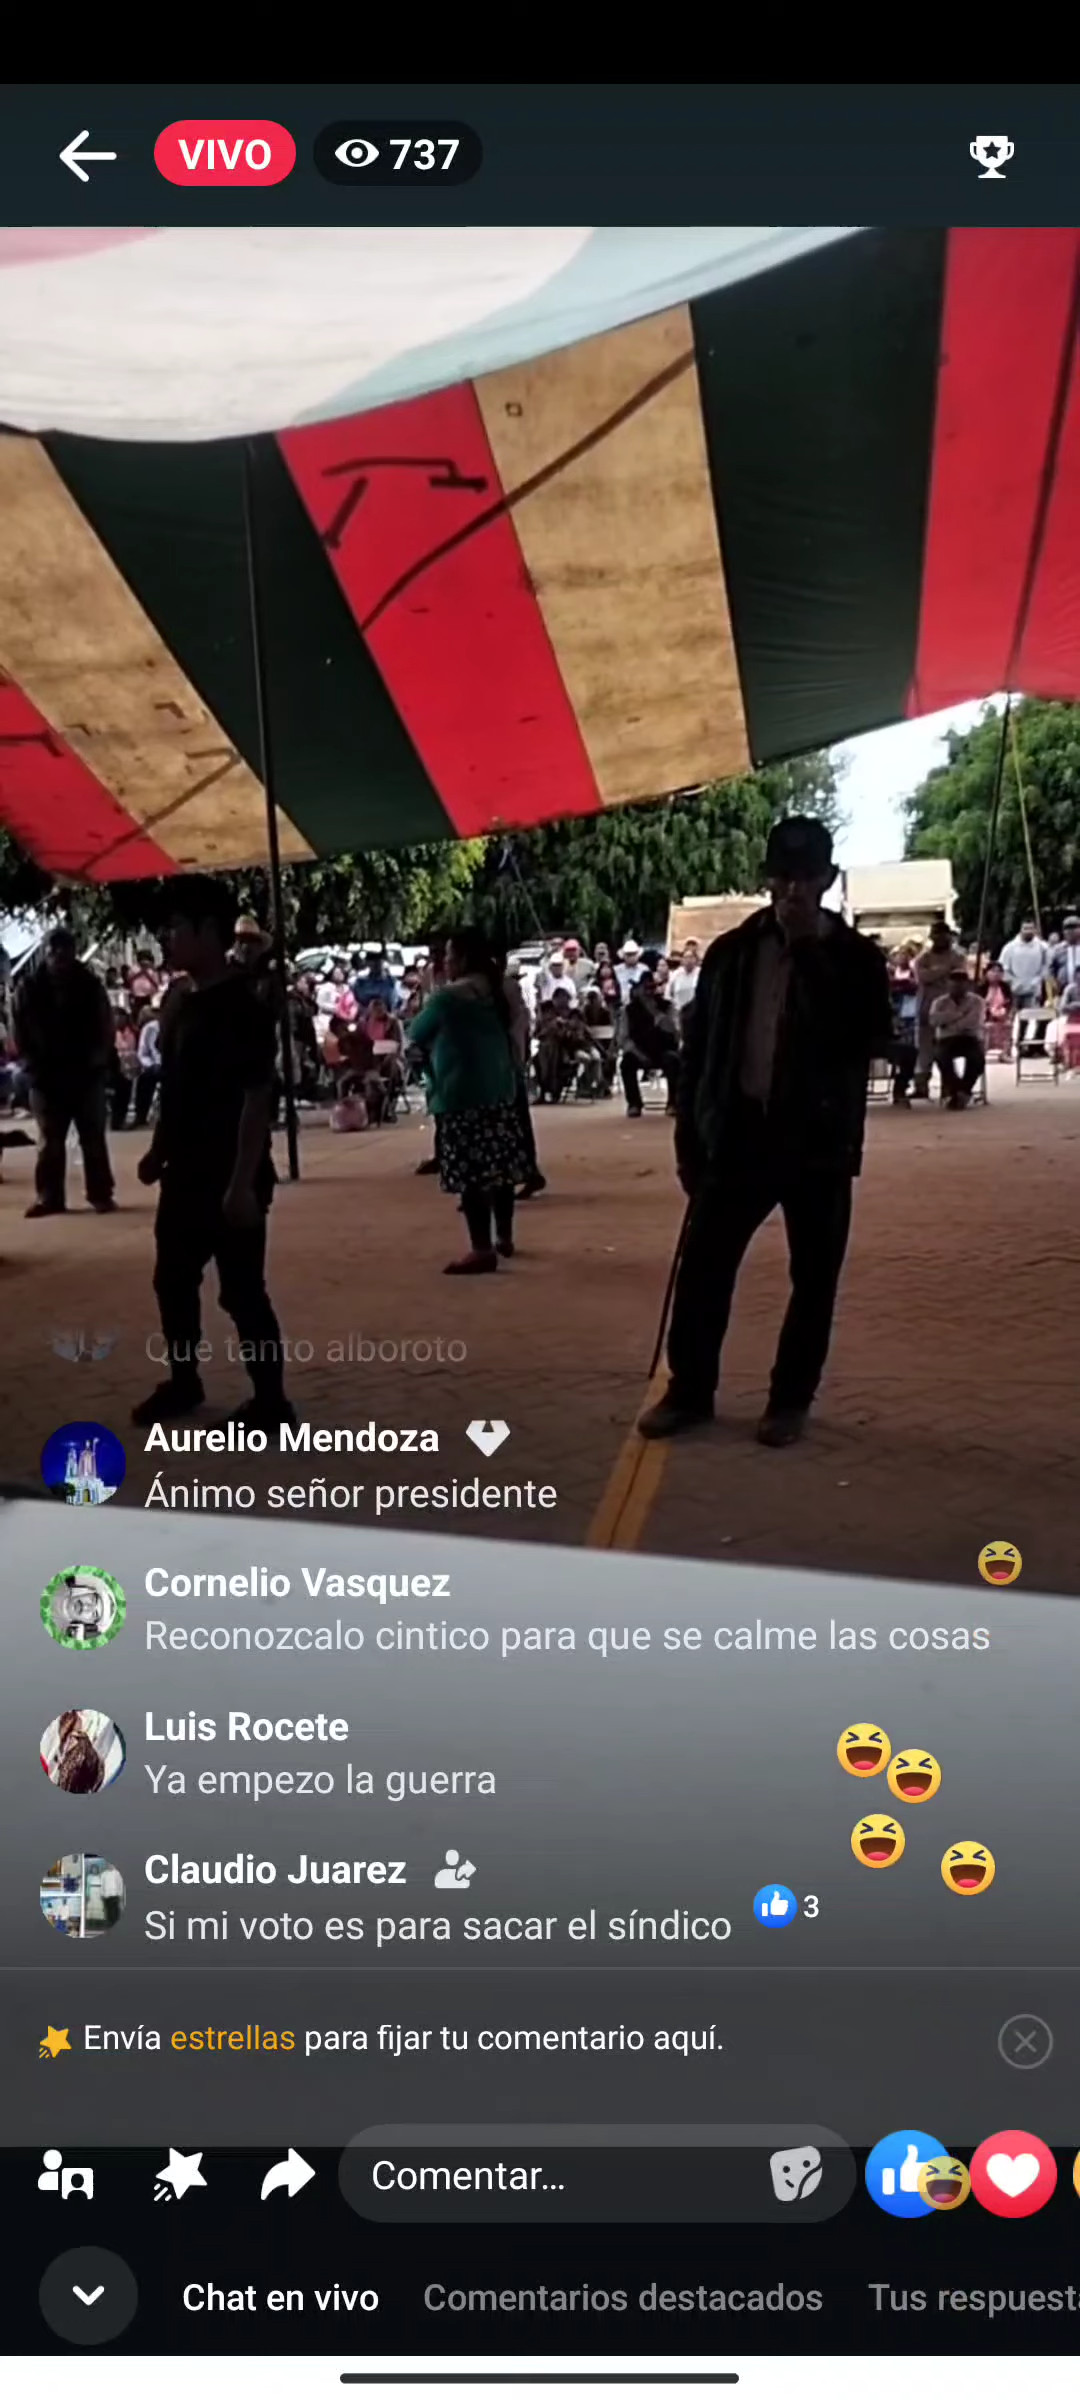 VIVO
737
Que tanto alboroto
Aurelio Mendoza
Ánimo señor presidente
Cornelio Vasquez
Reconozcalo cintico para que se calme las cosas
Luis Rocete
Ya empezo la guerra
Claudio Juarez
Si mi voto es para sacar el síndico
3
Envía estrellas para fijar tu comentario aquí.
Comentar...
Chat en vivo
Comentarios destacados
Tus